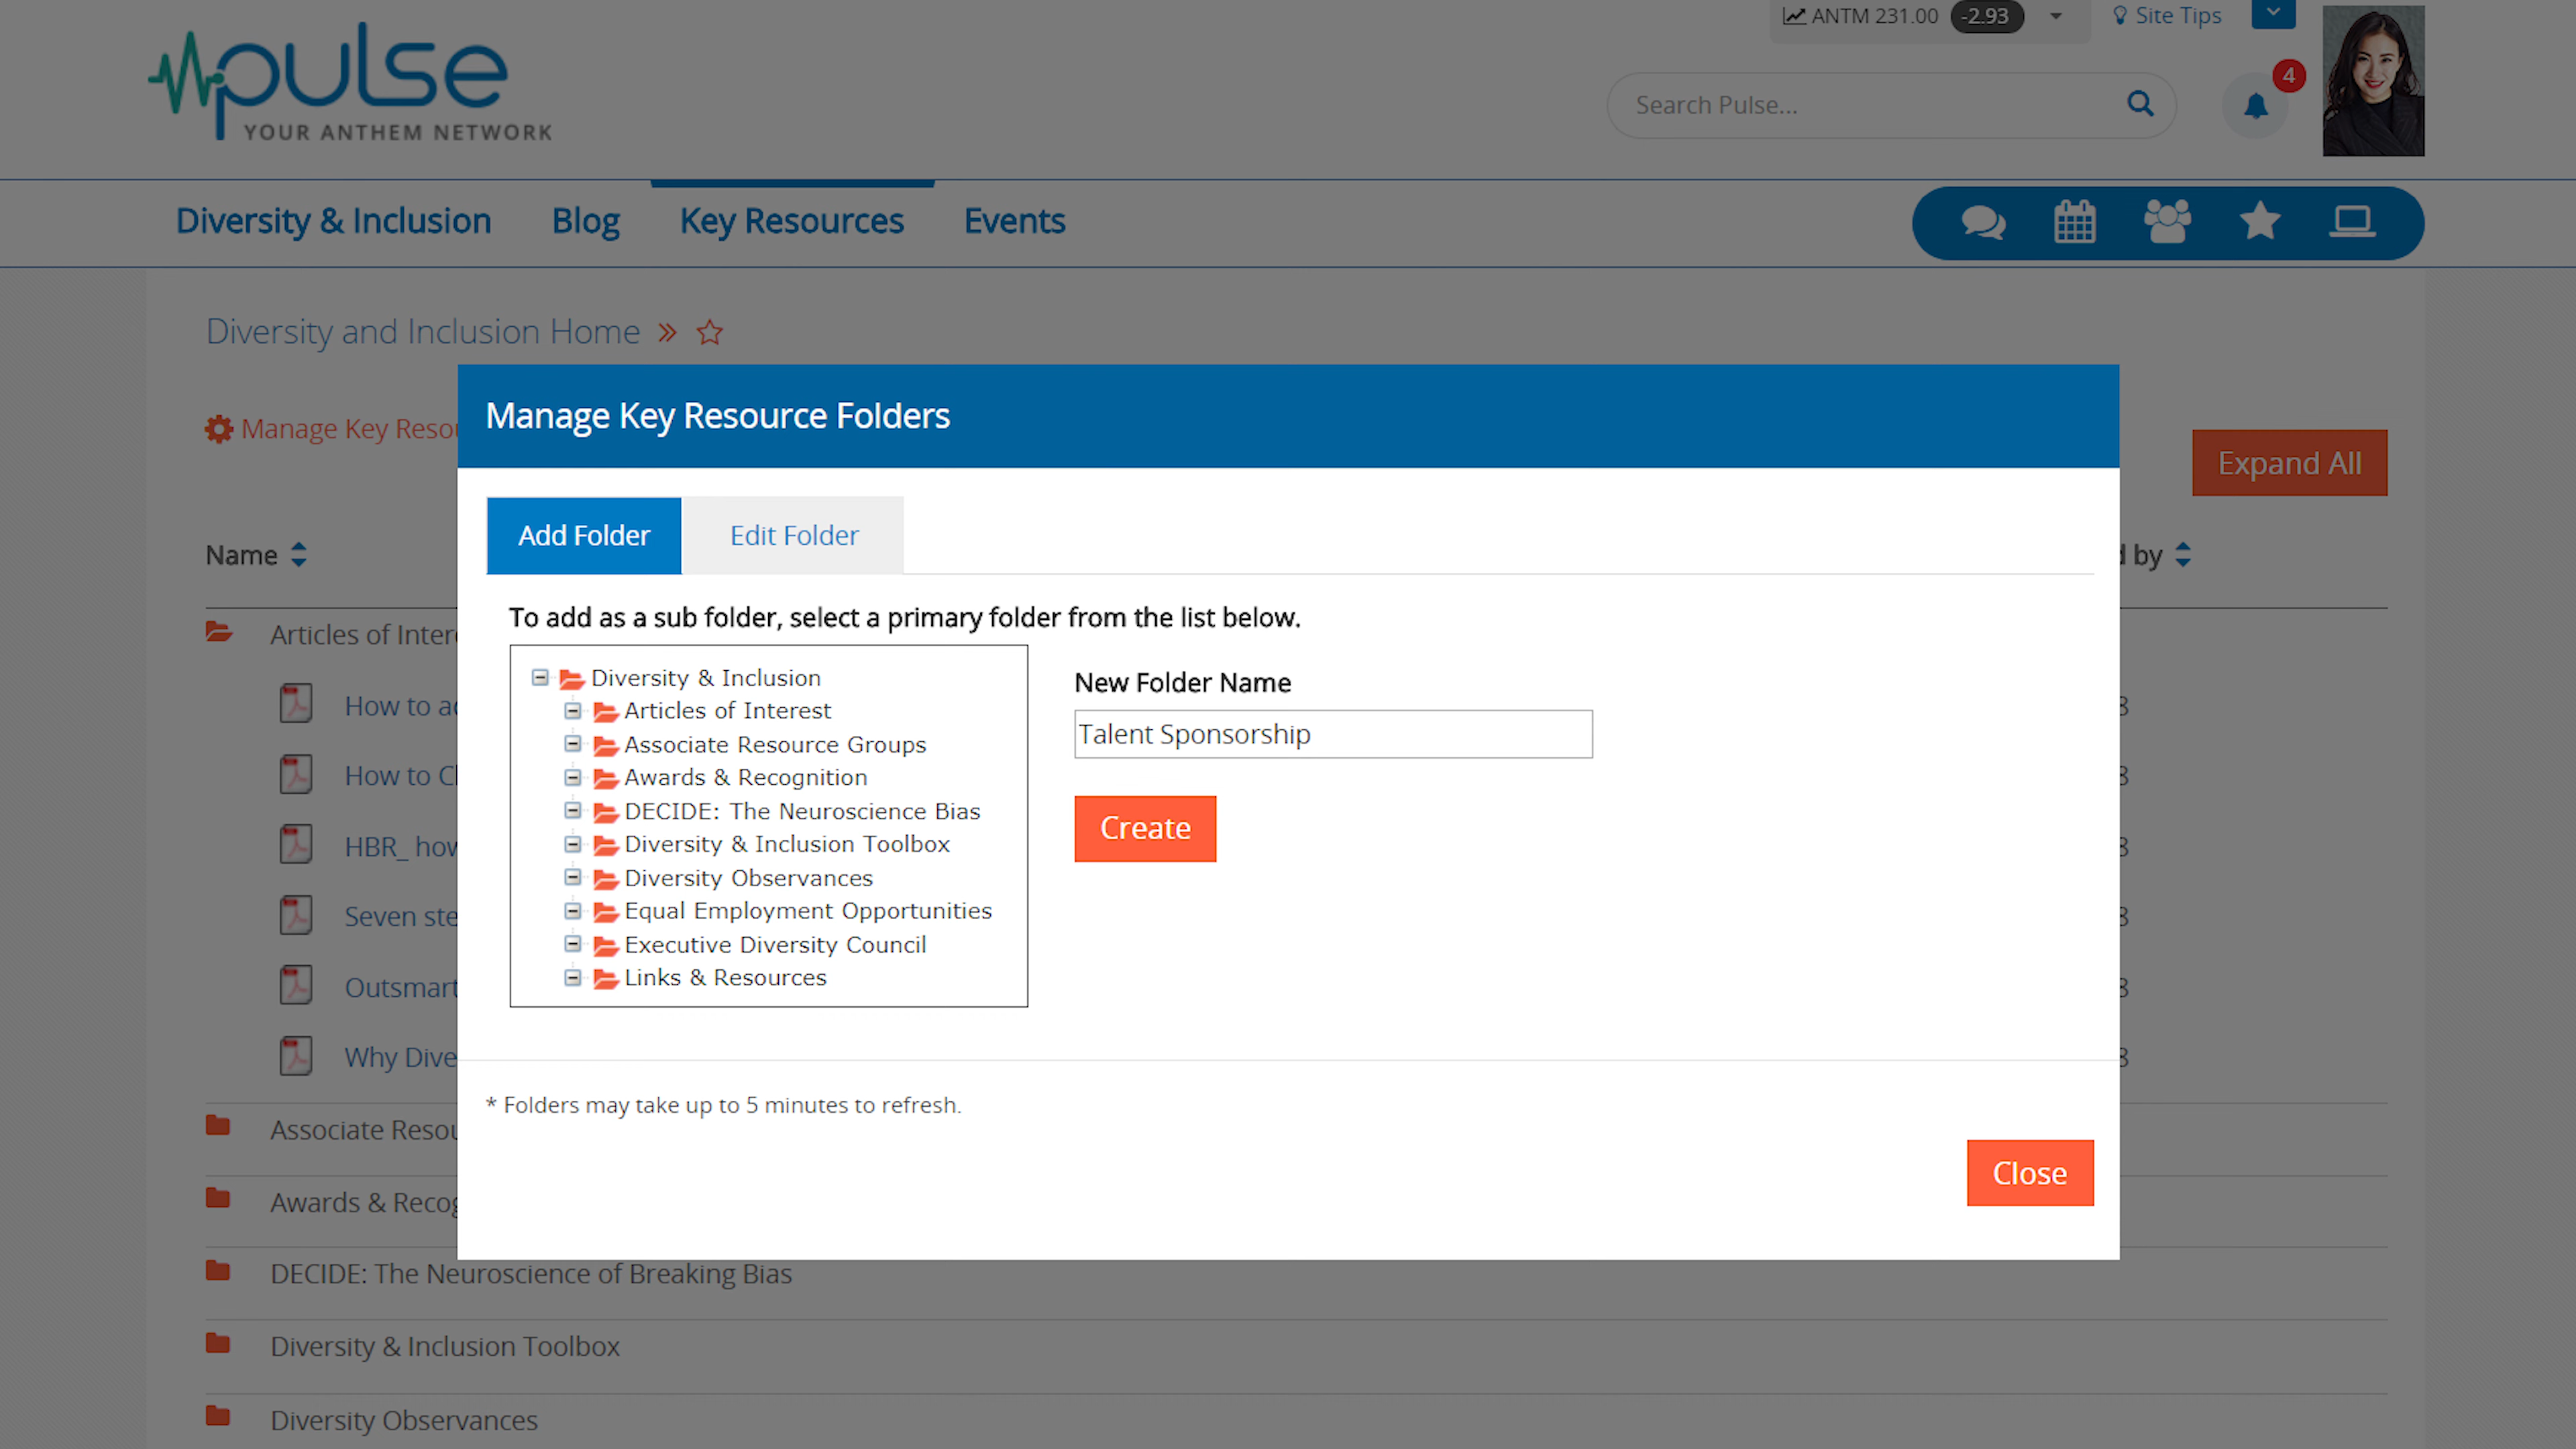 ANTM 231.00 -2.93 Site Tips
pulse
YOUR ANTHEM NETWORK
Search Pulse...
4
Diversity & Inclusion Blog Key Resources Events
Diversity and Inclusion Home »
Manage Key Resou
Manage Key Resource Folders
Expand All
Add Folder Edit Folder
Name
by
To add as a sub folder, select a primary folder from the list below.
Articles of Inter
Diversity & Inclusion
Articles of Interest
Associate Resource Groups
Awards & Recognition
DECIDE: The Neuroscience Bias
Diversity & Inclusion Toolbox
Diversity Observances
Equal Employment Opportunities
Executive Diversity Council
Links & Resources
New Folder Name
Talent Sponsorship
Create
How to a
How to Cl
HBR_ how
Seven ste
Outsmart
Why Dive
* Folders may take up to 5 minutes to refresh.
Close
Associate Resou
Awards & Recog
DECIDE: The Neuroscience of Breaking Bias
Diversity & Inclusion Toolbox
Diversity Observances